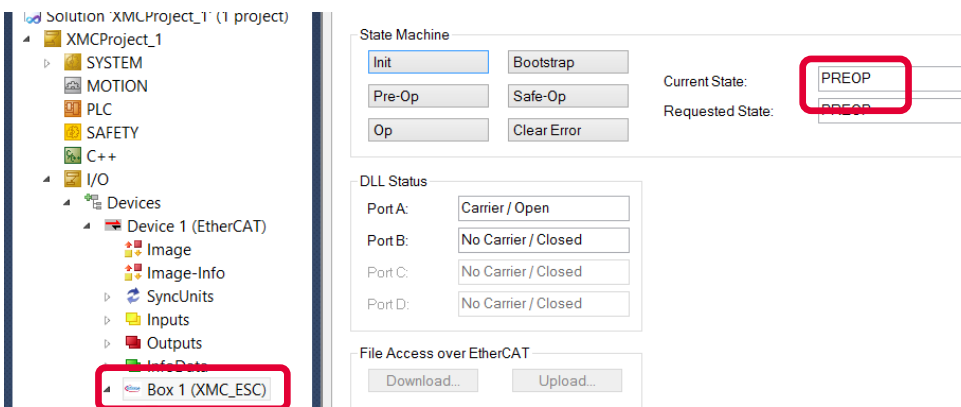 Solution 'XMCProject_1' (1 project)
XMCProject_1
SYSTEM
MOTION
PLC
SAFETY
C++
I/O
Devices
Device 1 (EtherCAT)
Image
Image-Info
SyncUnits
Inputs
Outputs
InfoData
Box 1 (XMC_ESC)
State Machine
Init Bootstrap
Pre-Op Safe-Op
Op Clear Error
Current State: PREOP
Requested State: PREOP
DLL Status
Port A: Carrier / Open
Port B: No Carrier / Closed
Port C: No Carrier / Closed
Port D: No Carrier / Closed
File Access over EtherCAT
Download... Upload...